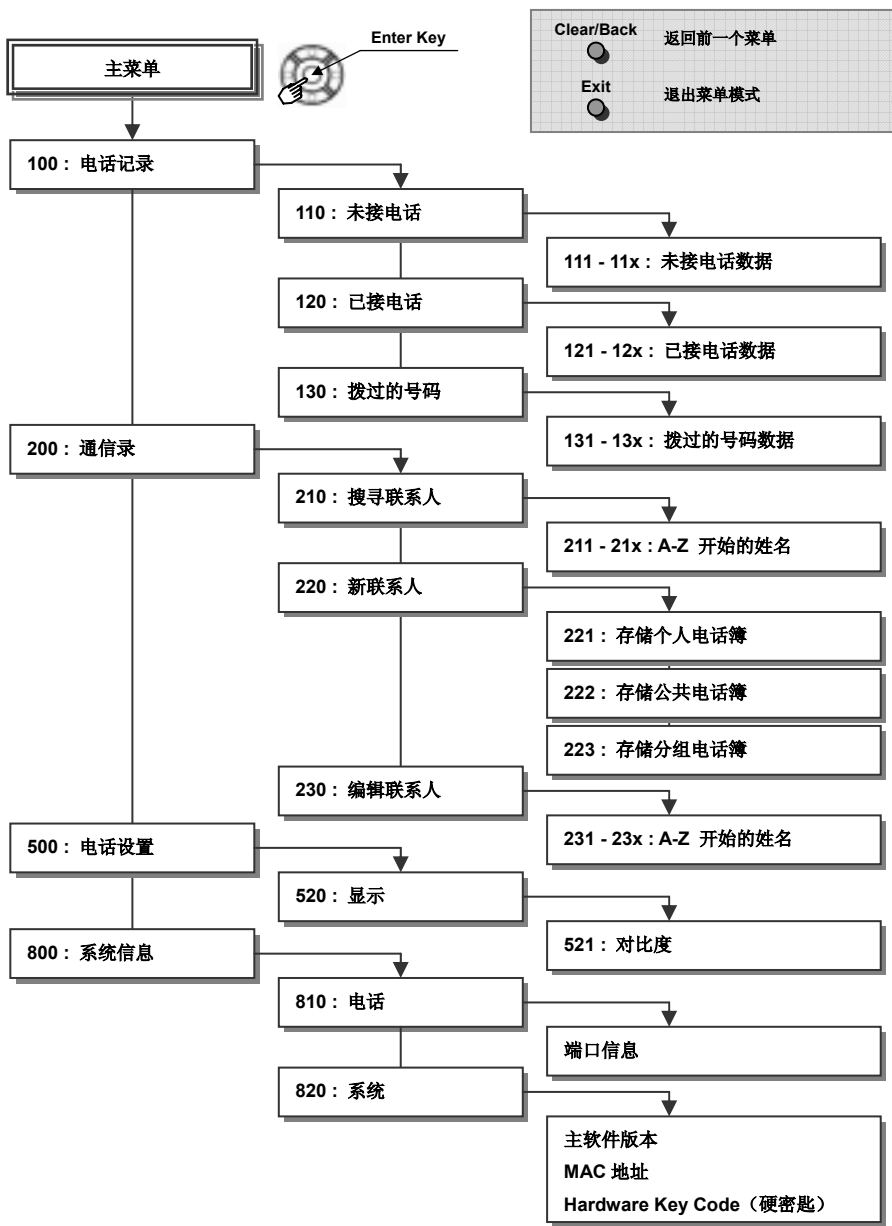 主菜单
Enter Key
Clear/Back
返回前一个菜单
Exit
退出菜单模式
100：电话记录
110：未接电话
111 - 11x：未接电话数据
120：已接电话
121 - 12x：已接电话数据
130：拨过的号码
131 - 13x：拨过的号码数据
200：通信录
210：搜寻联系人
211 - 21x : A-Z 开始的姓名
220：新联系人
221：存储个人电话簿
222：存储公共电话簿
223：存储分组电话簿
230：编辑联系人
231 - 23x : A-Z 开始的姓名
500：电话设置
520：显示
521：对比度
800：系统信息
810：电话
端口信息
820：系统
主软件版本
MAC 地址
Hardware Key Code（硬密匙）